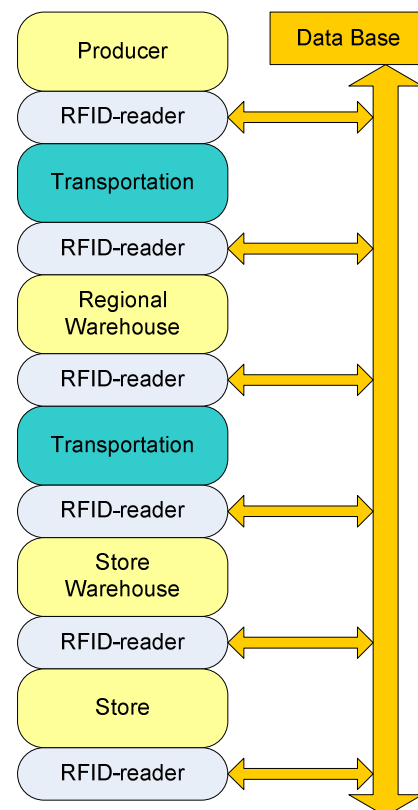 Producer
Data Base
RFID-reader
Transportation
RFID-reader
Regional
Warehouse
RFID-reader
Transportation
RFID-reader
Store
Warehouse
RFID-reader
Store
RFID-reader